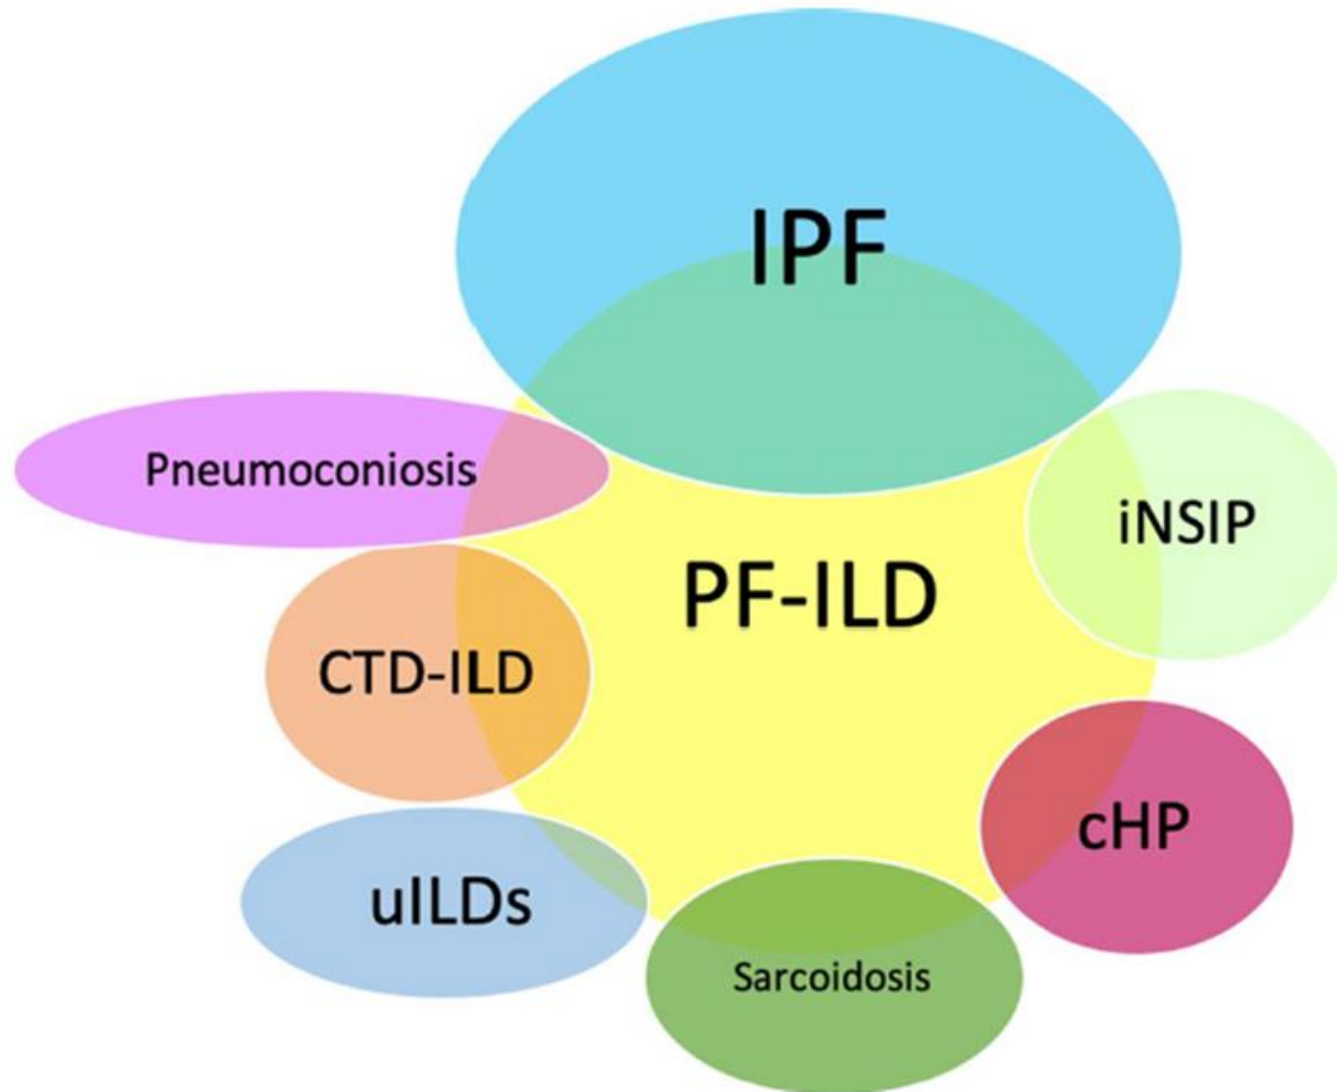 IPF
Pneumoconiosis
iNSIP
PF-ILD
CTD-ILD
cHP
uILDs
Sarcoidosis